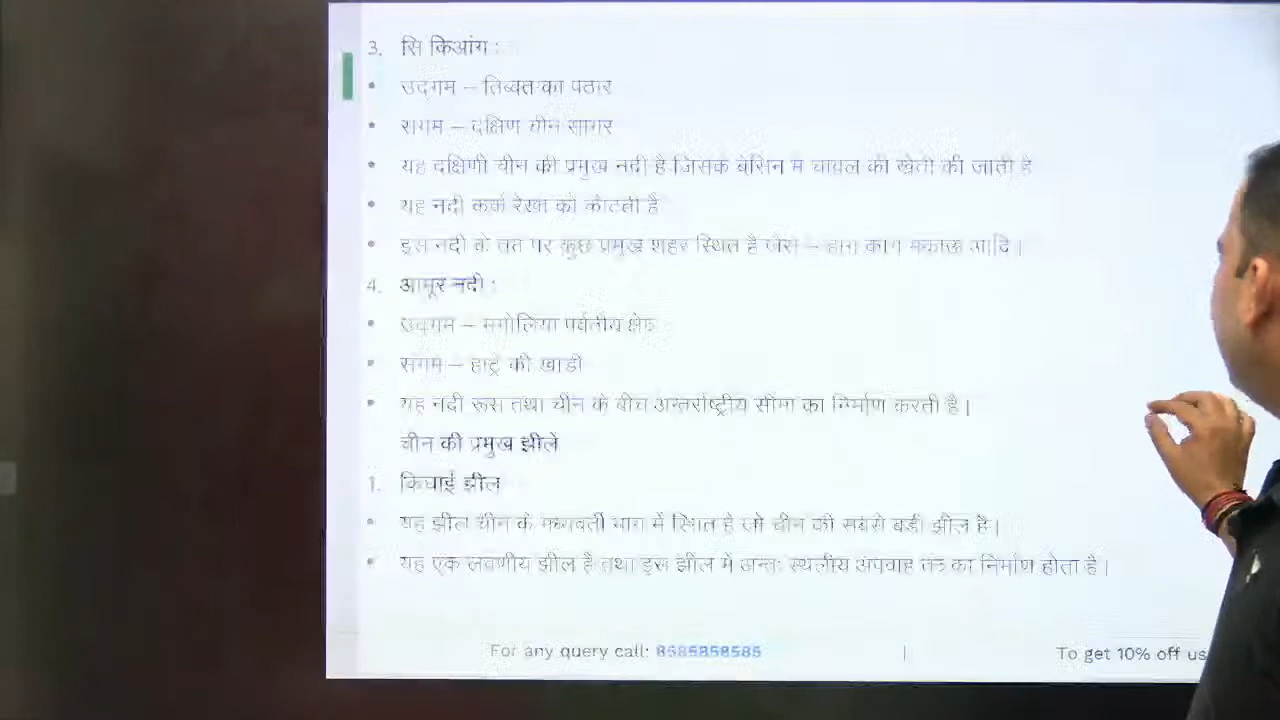 3. सि किआंग :
• उद्गम – तिब्बत का पठार
• संगम – दक्षिण चीन सागर
• यह दक्षिणी चीन की प्रमुख नदी है जिसके बेसिन में चावल की खेती की जाती है
• यह नदी कर्क रेखा को काटती है
• इस नदी के तट पर कुछ प्रमुख शहर स्थित है जैसे – हांग कांग मकाऊ आदि।
4. आमूर नदी :
• उद्गम – मंगोलिया पर्वतीय क्षेत्र
• संगम – की खाडी
• यह नदी रूस तथा चीन के बीच अन्तर्राष्ट्रीय सीमा का निर्माण करती है।
चीन की प्रमुख झीलें
1. किंघाई झील
• यह झील चीन के मध्यवर्ती भाग में स्थित है जो चीन की सबसे बडी झील है।
• यह एक लवणीय झील है तथा इस झील में अन्तः स्थलीय अपवाह तंत्र का निर्माण होता है।
For any query call: 8585858585 | To get 10% off us